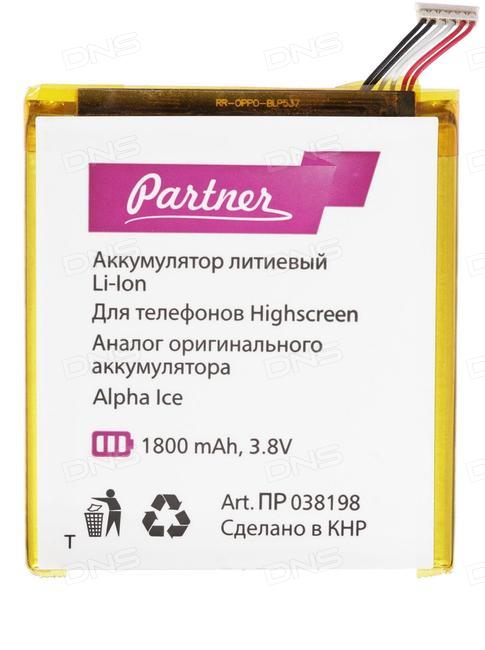 RR-OPPO-BLP537
Partner
Аккумулятор литиевый
Li-Ion
Для телефонов Highscreen
Аналог оригинального
аккумулятора
Alpha Ice
1800 mAh, 3.8V
Art. ПР 038198
Сделано в КНР
T
DNS